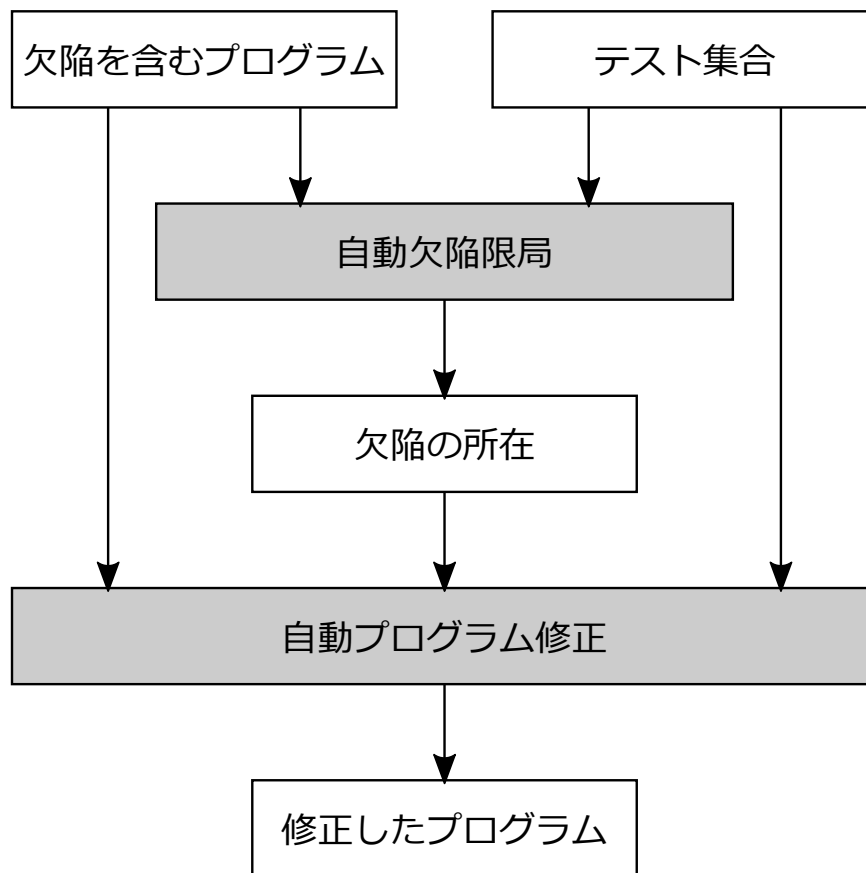 欠陥を含むプログラム
テスト集合
自動欠陥限局
欠陥の所在
自動プログラム修正
修正したプログラム